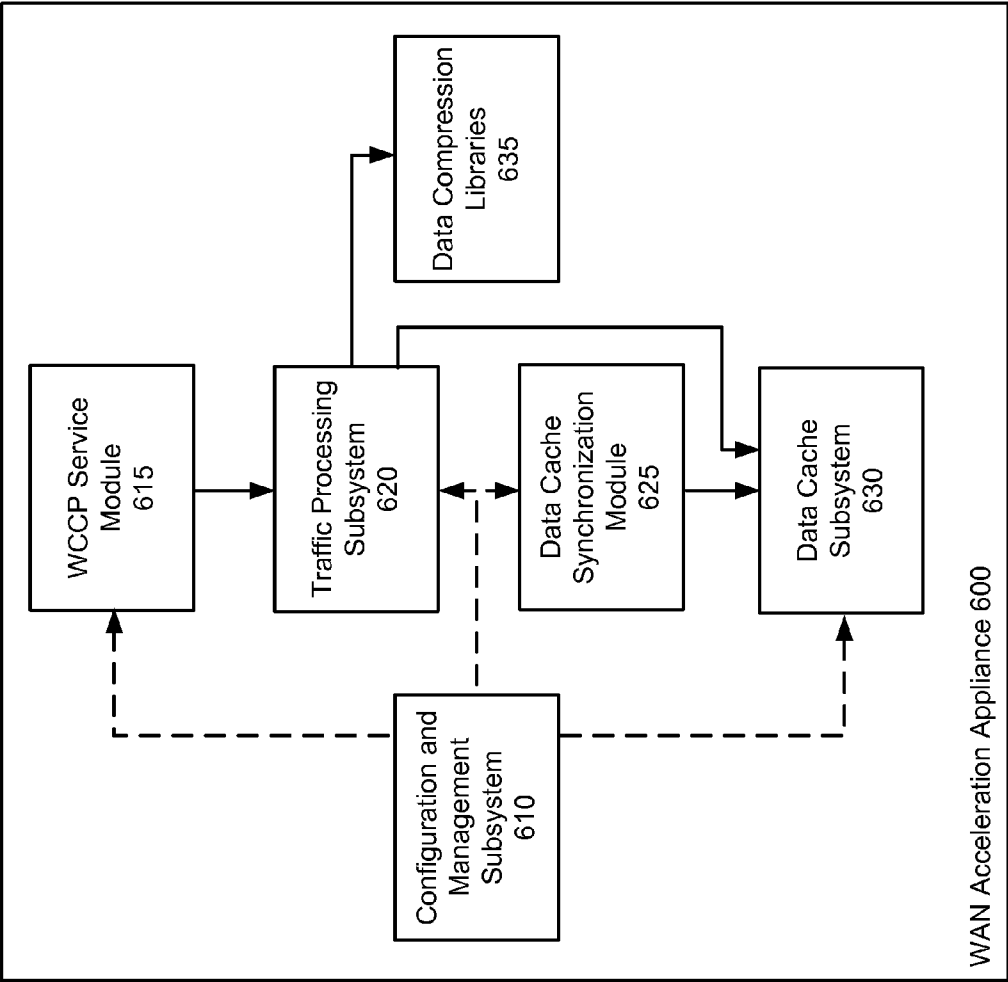 WCCP Service
Module
615
Traffic Processing
Subsystem
620
Data Compression
Libraries
635
Configuration and
Management
Subsystem
610
Data Cache
Synchronization
Module
625
Data Cache
Subsystem
630
WAN Acceleration Appliance 600